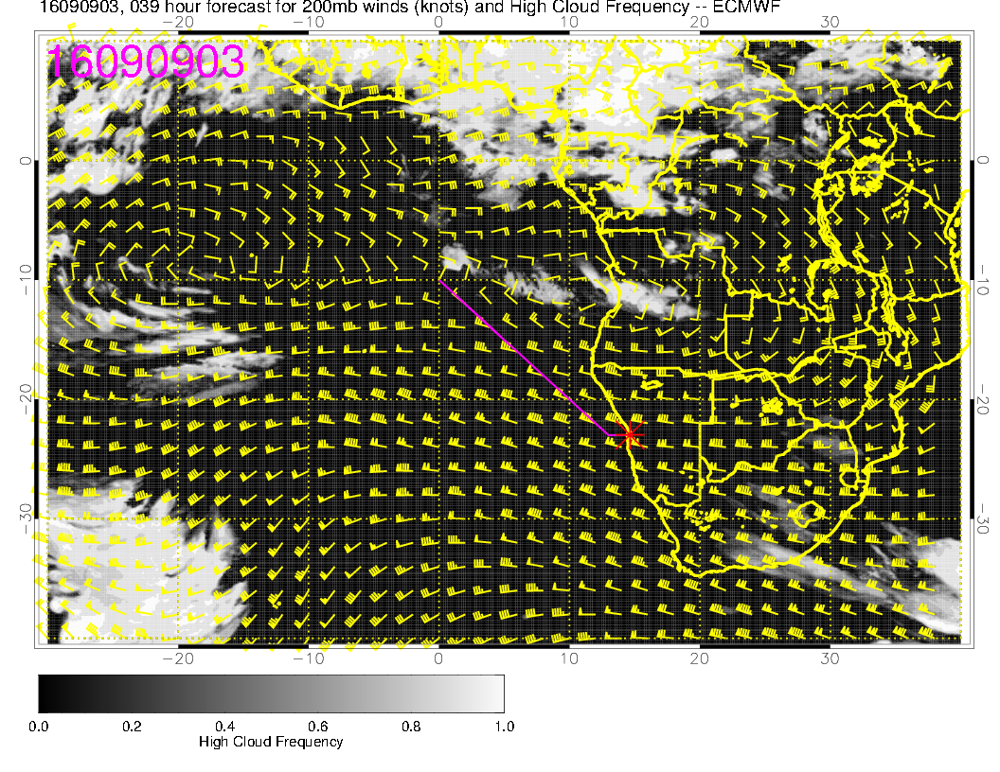 16090903, 039 hour forecast for 200mb winds (knots) and High Cloud Frequency -- ECMWF
-20 -10 0 10 20 30
16090903
0 0
-10 -10
-20 -20
-30 -30
-20 -10 0 10 20 30
0.0 0.2 0.4 0.6 0.8 1.0
High Cloud Frequency